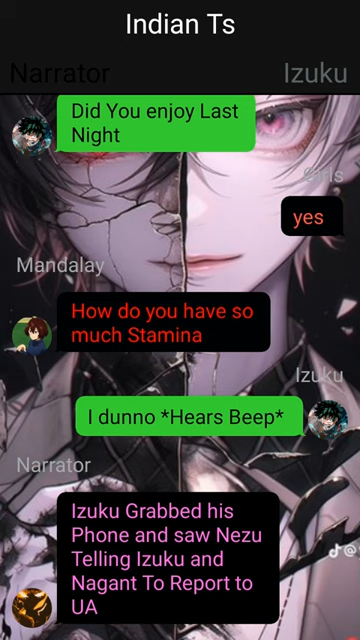 Indian Ts
Narrator
Izuku
Did You enjoy Last
Night
Girls
yes
Mandalay
How do you have so
much Stamina
Izuku
I dunno *Hears Beep*
Narrator
Izuku Grabbed his
Phone and saw Nezu
Telling Izuku and
Nagant To Report to
UA